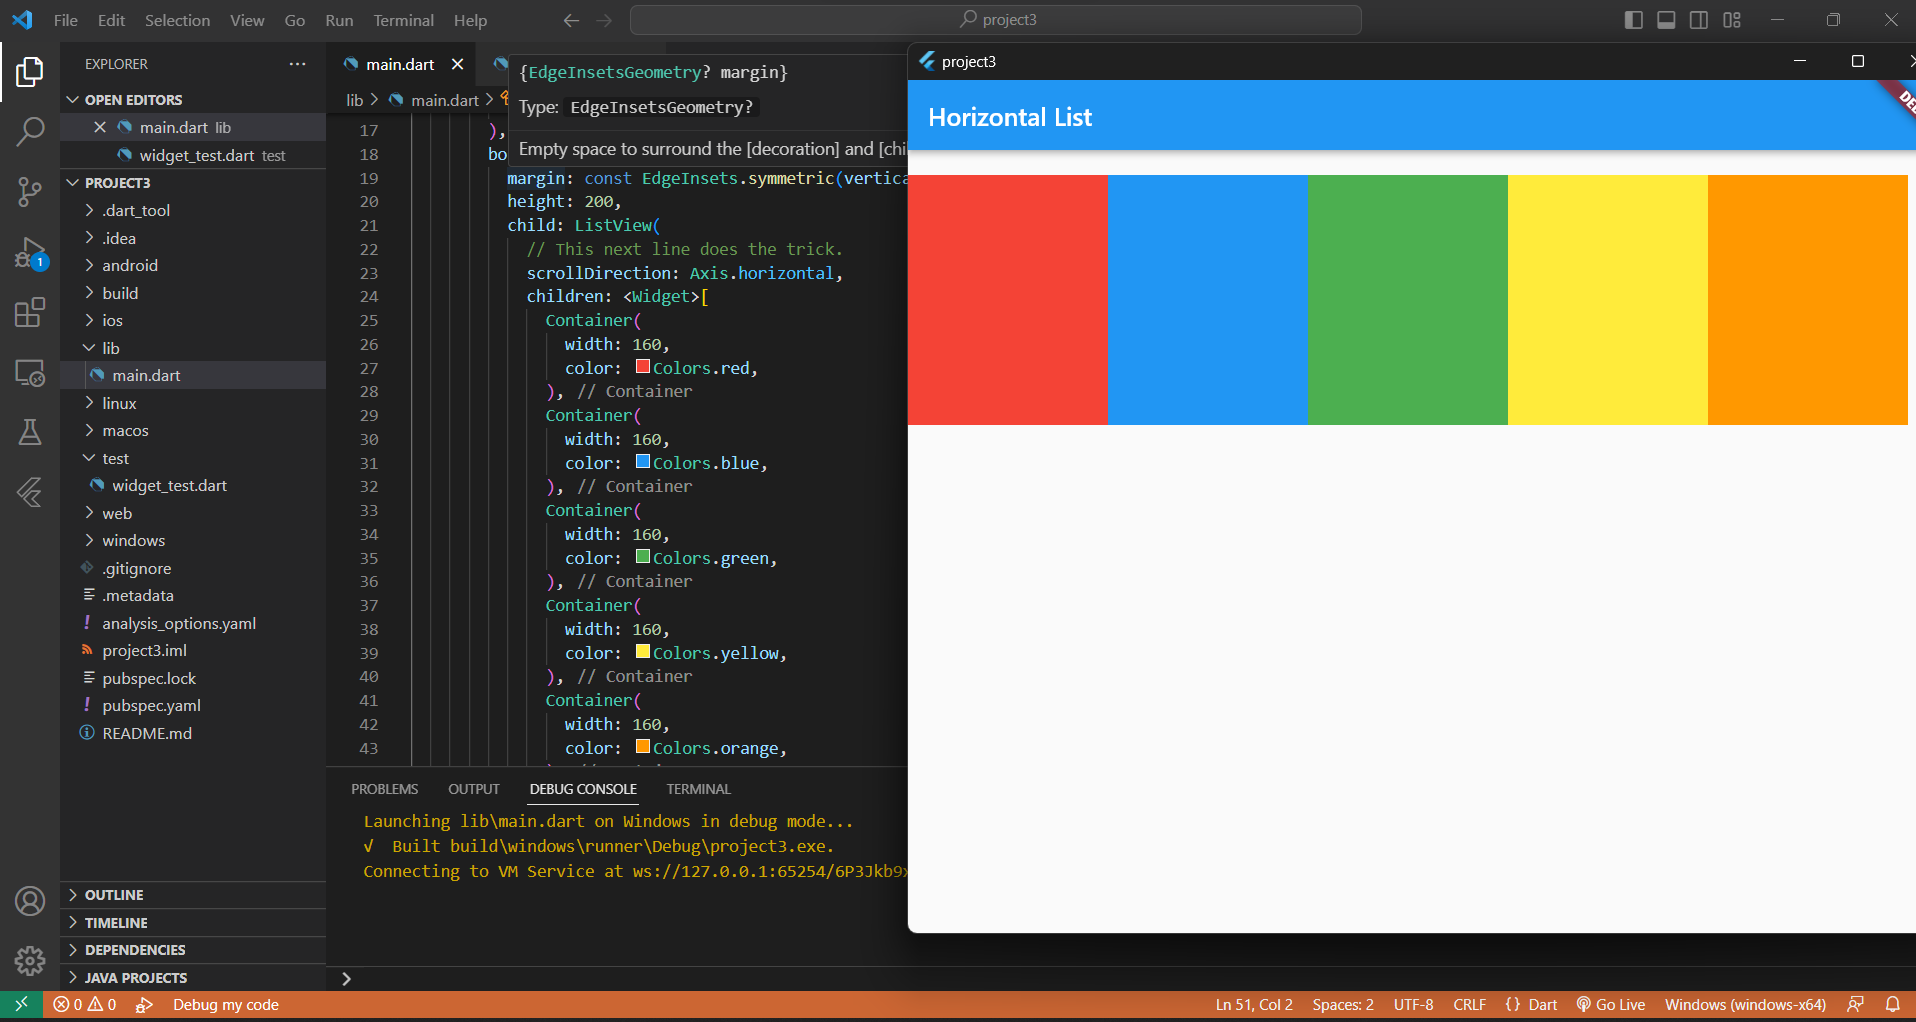 File Edit Selection View Go Run Terminal Help
project3
EXPLORER
OPEN EDITORS
main.dart lib
widget_test.dart test
PROJECT3
.dart_tool
.idea
android
build
ios
lib
main.dart
linux
macos
test
widget_test.dart
web
windows
.gitignore
.metadata
analysis_options.yaml
project3.iml
pubspec.lock
pubspec.yaml
README.md
OUTLINE
TIMELINE
DEPENDENCIES
JAVA PROJECTS
1
main.dart
lib > main.dart >
{EdgeInsetsGeometry? margin}
Type: EdgeInsetsGeometry?
Empty space to surround the [decoration] and [chi
17 ),
18 bo
19 margin: const EdgeInsets.symmetric(vertica
20 height: 200,
21 child: ListView(
22 // This next line does the trick.
23 scrollDirection: Axis.horizontal,
24 children: <Widget>[
25 Container(
26 width: 160,
27 color: Colors.red,
28 ), // Container
29 Container(
30 width: 160,
31 color: Colors.blue,
32 ), // Container
33 Container(
34 width: 160,
35 color: Colors.green,
36 ), // Container
37 Container(
38 width: 160,
39 color: Colors.yellow,
40 ), // Container
41 Container(
42 width: 160,
43 color: Colors.orange,
PROBLEMS OUTPUT DEBUG CONSOLE TERMINAL
Launching lib\main.dart on Windows in debug mode...
√ Built build\windows\runner\Debug\project3.exe.
Connecting to VM Service at ws://127.0.0.1:65254/6P3Jkb9x
project3
Horizontal List
DEB
0 0 Debug my code
Ln 51, Col 2 Spaces: 2 UTF-8 CRLF {} Dart Go Live Windows (windows-x64)